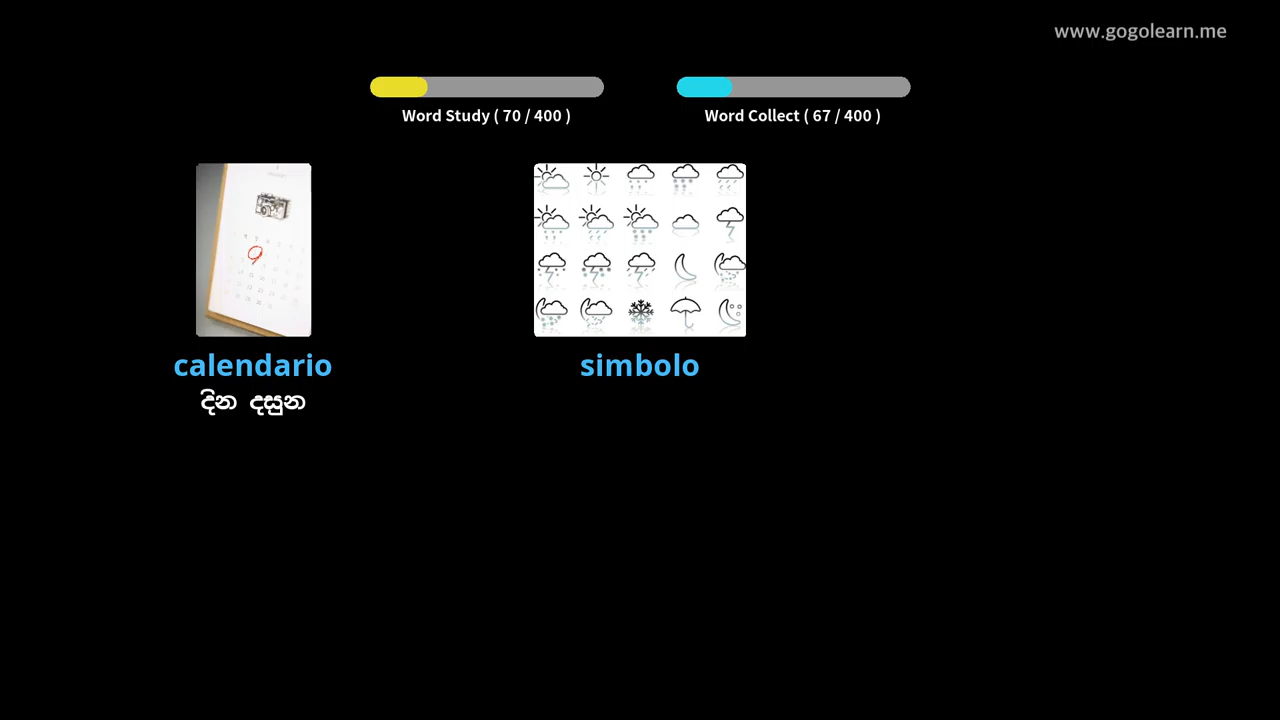 www.gogolearn.me
Word Study ( 70 / 400 )
Word Collect ( 67 / 400 )
calendario
දින දසුන
simbolo